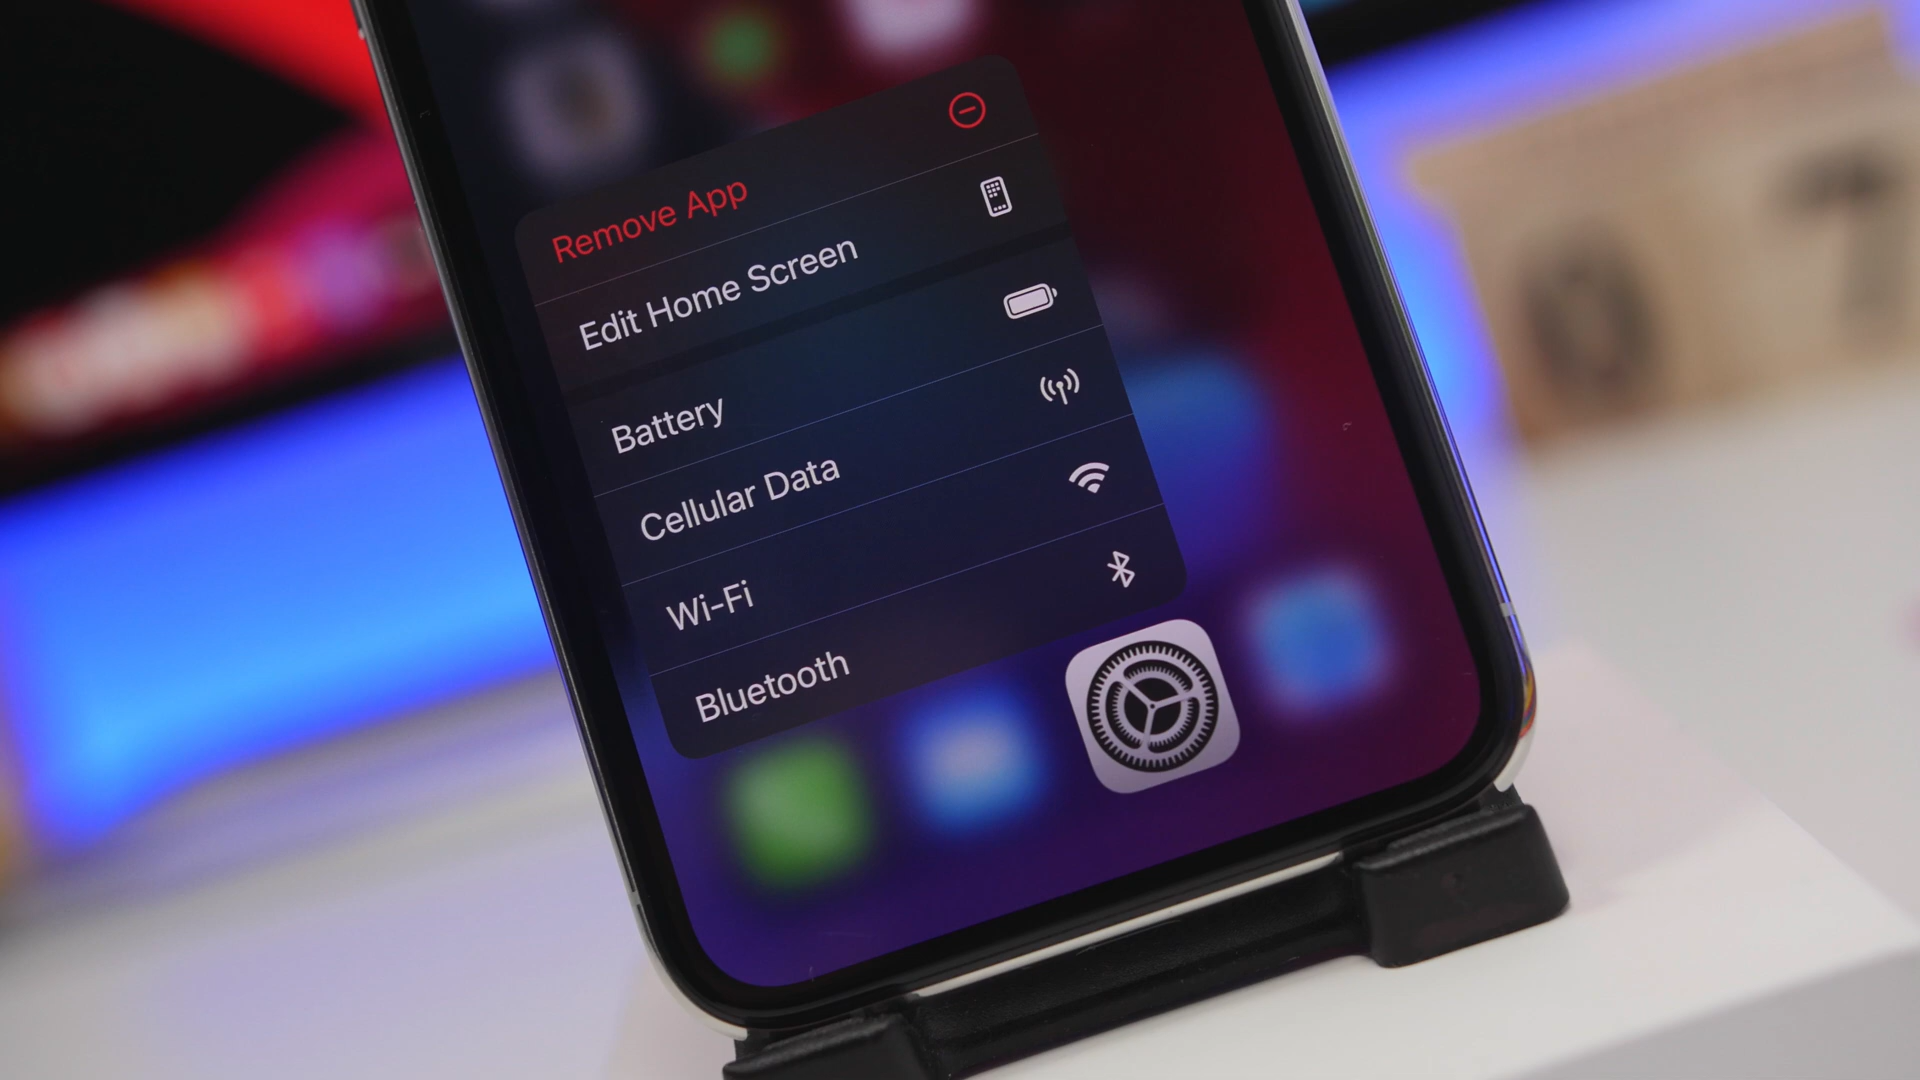 Remove App
Edit Home Screen
Battery
Cellular Data
Wi-Fi
Bluetooth